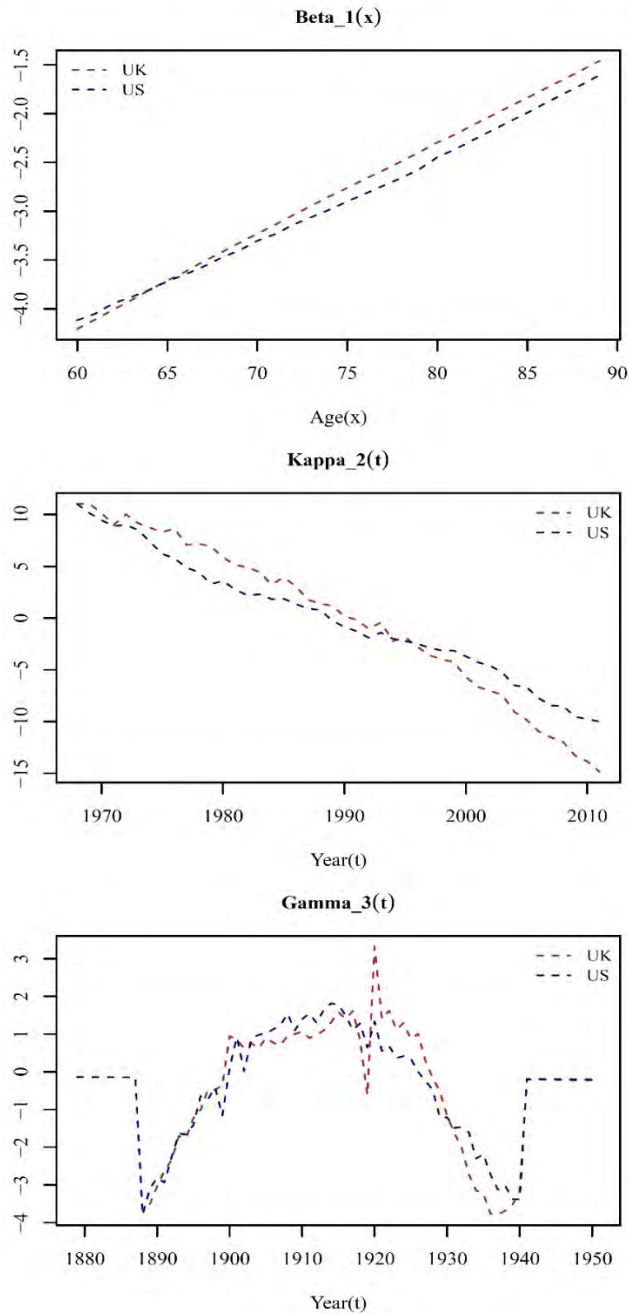 Beta_1(x)
UK
US
−1.5
−2.0
−2.5
−3.0
−3.5
−4.0
60 65 70 75 80 85 90
Age(x)
Kappa_2(t)
UK
US
10
5
0
−5
−10
−15
1970 1980 1990 2000 2010
Year(t)
Gamma_3(t)
UK
US
3
2
1
0
−1
−2
−3
−4
1880 1890 1900 1910 1920 1930 1940 1950
Year(t)